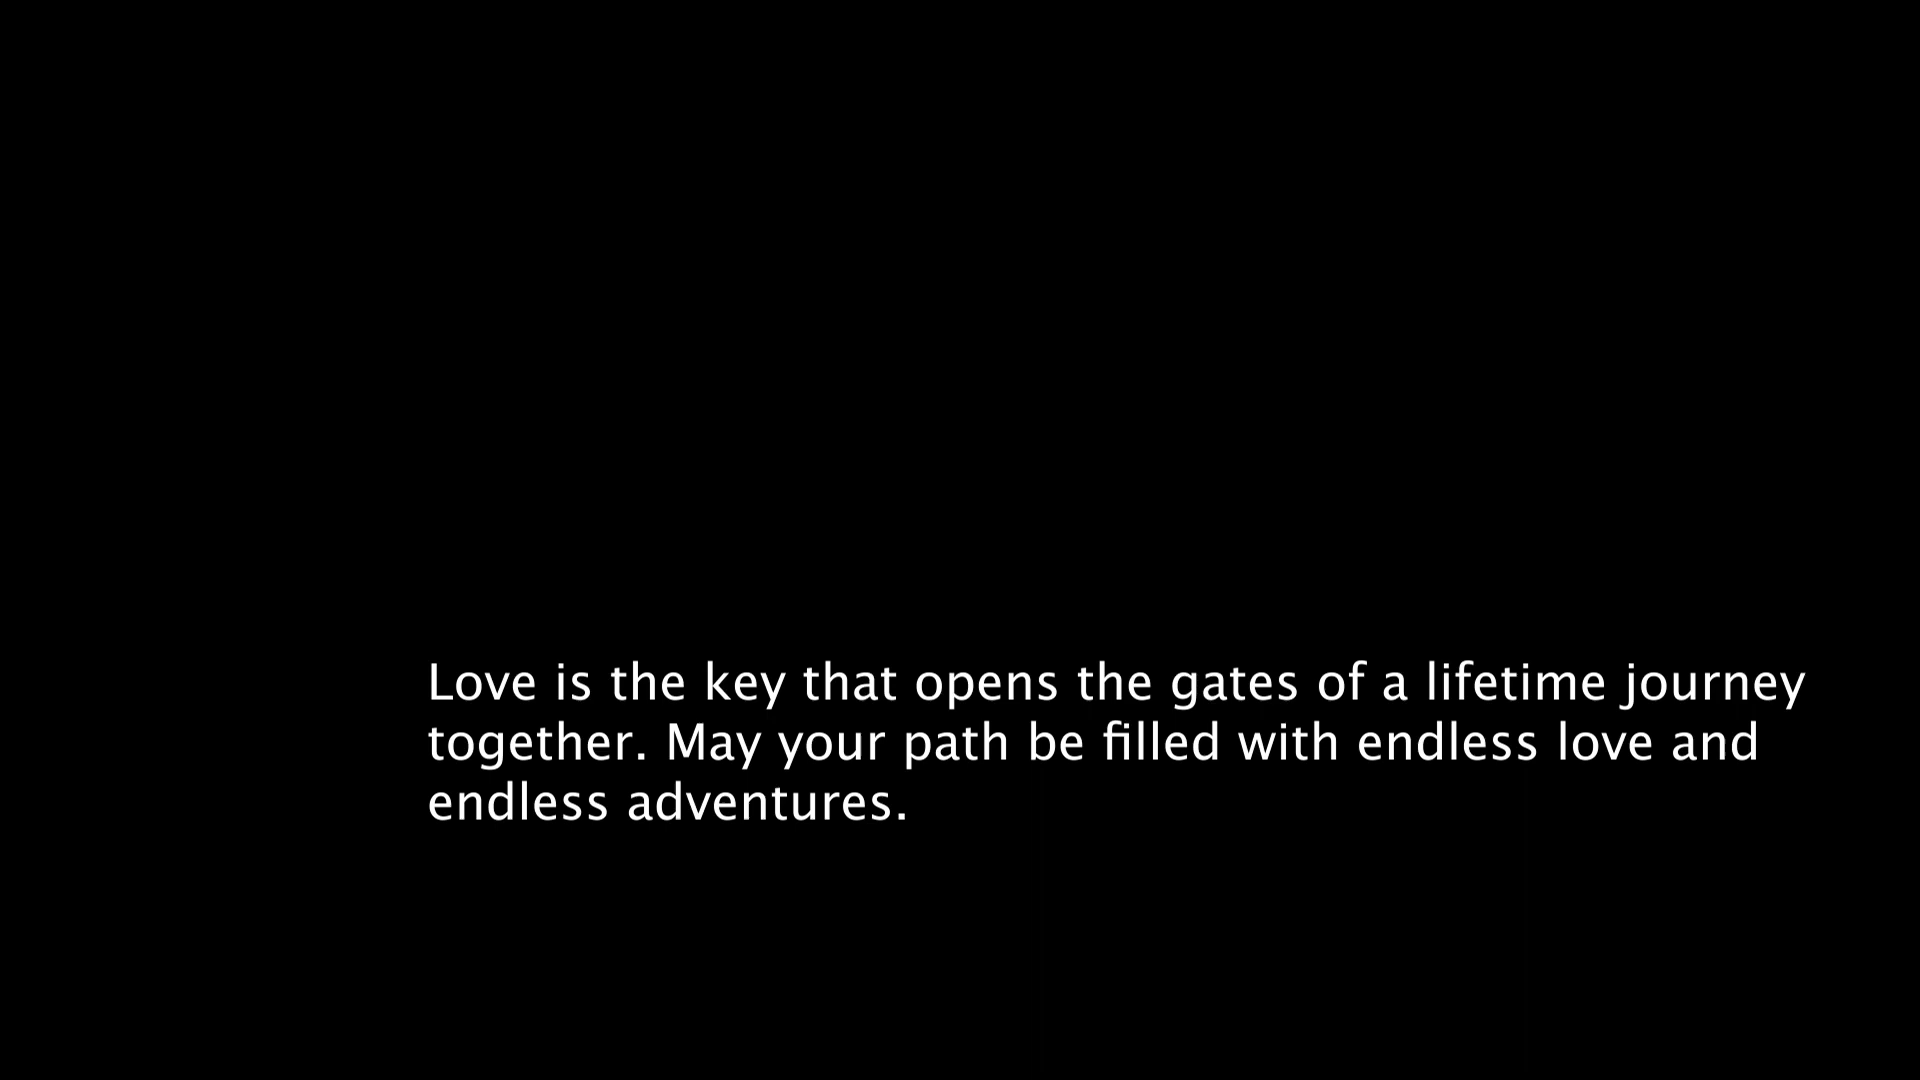 Love is the key that opens the gates of a lifetime journey
together. May your path be filled with endless love and
endless adventures.